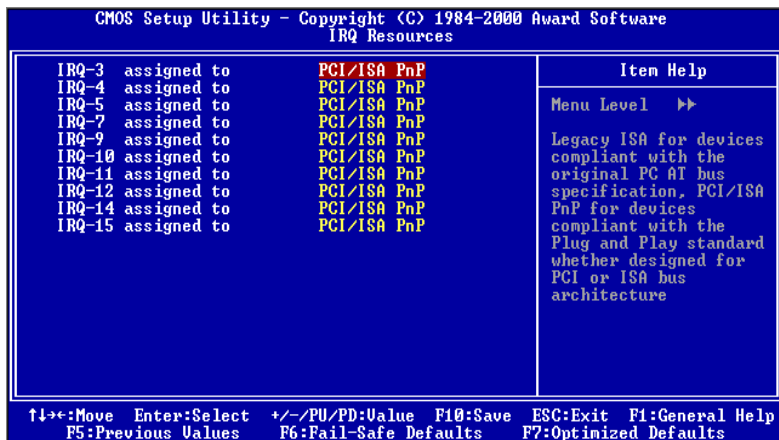 CMOS Setup Utility - Copyright (C) 1984-2000 Award Software
IRQ Resources
IRQ-3 assigned to PCI/ISA PnP
IRQ-4 assigned to PCI/ISA PnP
IRQ-5 assigned to PCI/ISA PnP
IRQ-7 assigned to PCI/ISA PnP
IRQ-9 assigned to PCI/ISA PnP
IRQ-10 assigned to PCI/ISA PnP
IRQ-11 assigned to PCI/ISA PnP
IRQ-12 assigned to PCI/ISA PnP
IRQ-14 assigned to PCI/ISA PnP
IRQ-15 assigned to PCI/ISA PnP
Item Help
Menu Level ►►
Legacy ISA for devices
compliant with the
original PC AT bus
specification, PCI/ISA
PnP for devices
compliant with the
Plug and Play standard
whether designed for
PCI or ISA bus
architecture
↑↓→←:Move Enter:Select +/-/PU/PD:Value F10:Save ESC:Exit F1:General Help
F5:Previous Values F6:Fail-Safe Defaults F7:Optimized Defaults